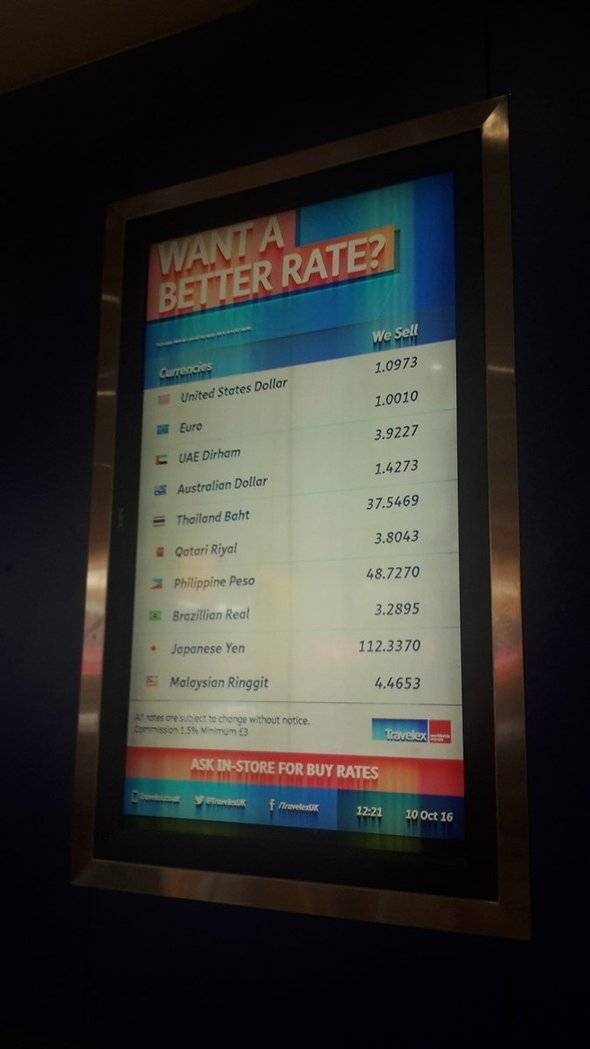 WANT A
BETTER RATE?
Currencies We Sell
United States Dollar 1.0973
Euro 1.0010
UAE Dirham 3.9227
Australian Dollar 1.4273
Thailand Baht 37.5469
Qatari Riyal 3.8043
Philippine Peso 48.7270
Brazillian Real 3.2895
Japanese Yen 112.3370
Malaysian Ringgit 4.4653
All rates are subject to change without notice.
Commission 1.5% Minimum £3
Travelex
ASK IN-STORE FOR BUY RATES
@TravelexUK /TravelexUK 12:21 10 Oct 16